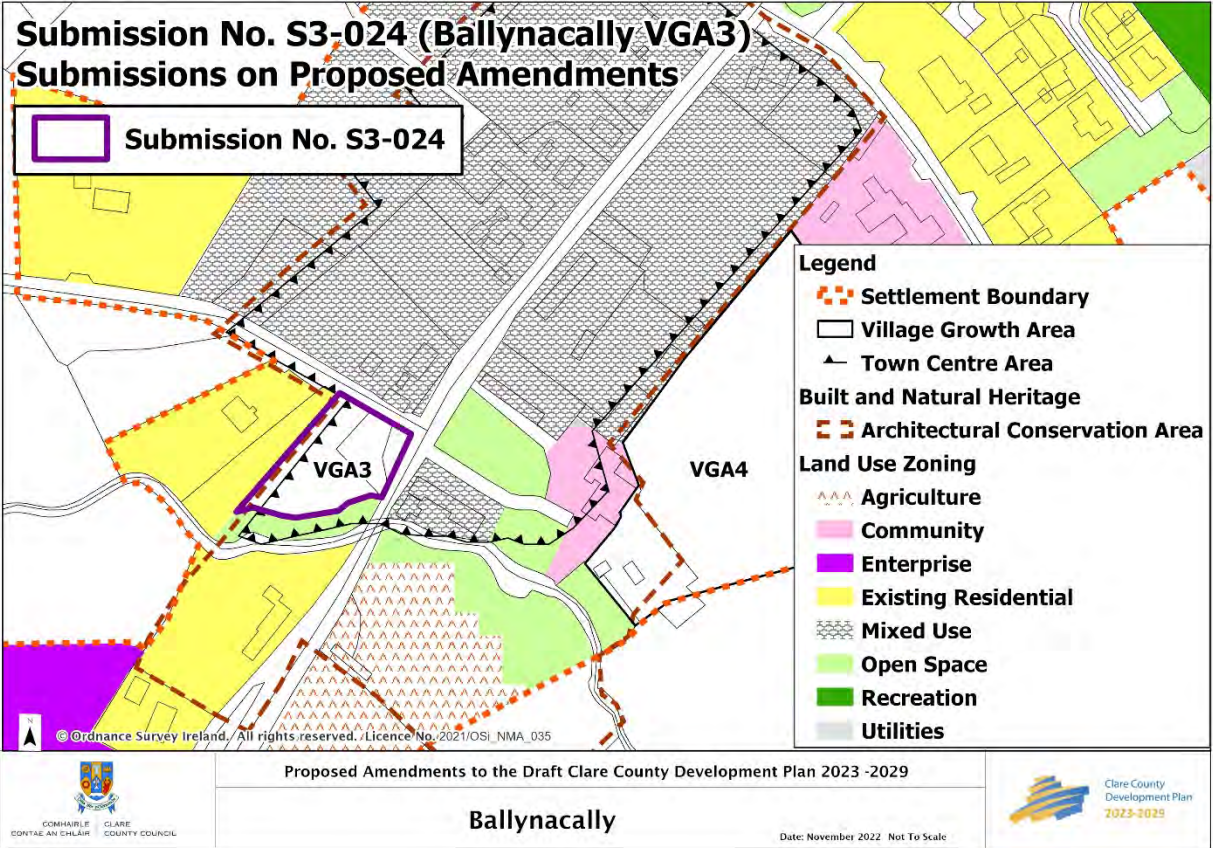 Submission No. S3-024 (Ballynacally VGA3)
Submissions on Proposed Amendments
Submission No. S3-024
Legend
Settlement Boundary
Village Growth Area
Town Centre Area
Built and Natural Heritage
Architectural Conservation Area
Land Use Zoning
Agriculture
Community
Enterprise
Existing Residential
Mixed Use
Open Space
Recreation
Utilities
VGA3
VGA4
N
© Ordnance Survey Ireland. All rights reserved. Licence No. 2021/OSi_NMA_035
COMHAIRLE CONTAE AN CHLÁIR
CLARE COUNTY COUNCIL
Proposed Amendments to the Draft Clare County Development Plan 2023 -2029
Ballynacally
Date: November 2022 Not To Scale
Clare County
Development Plan
2023-2029